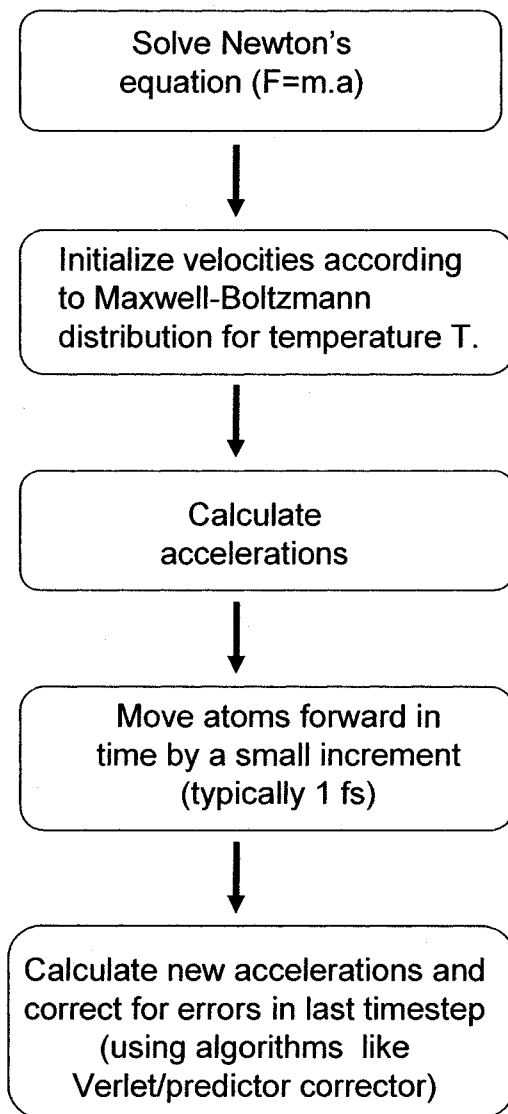 Solve Newton's
equation (F=m.a)
Initialize velocities according
to Maxwell-Boltzmann
distribution for temperature T.
Calculate
accelerations
Move atoms forward in
time by a small increment
(typically 1 fs)
Calculate new accelerations and
correct for errors in last timestep
(using algorithms like
Verlet/predictor corrector)